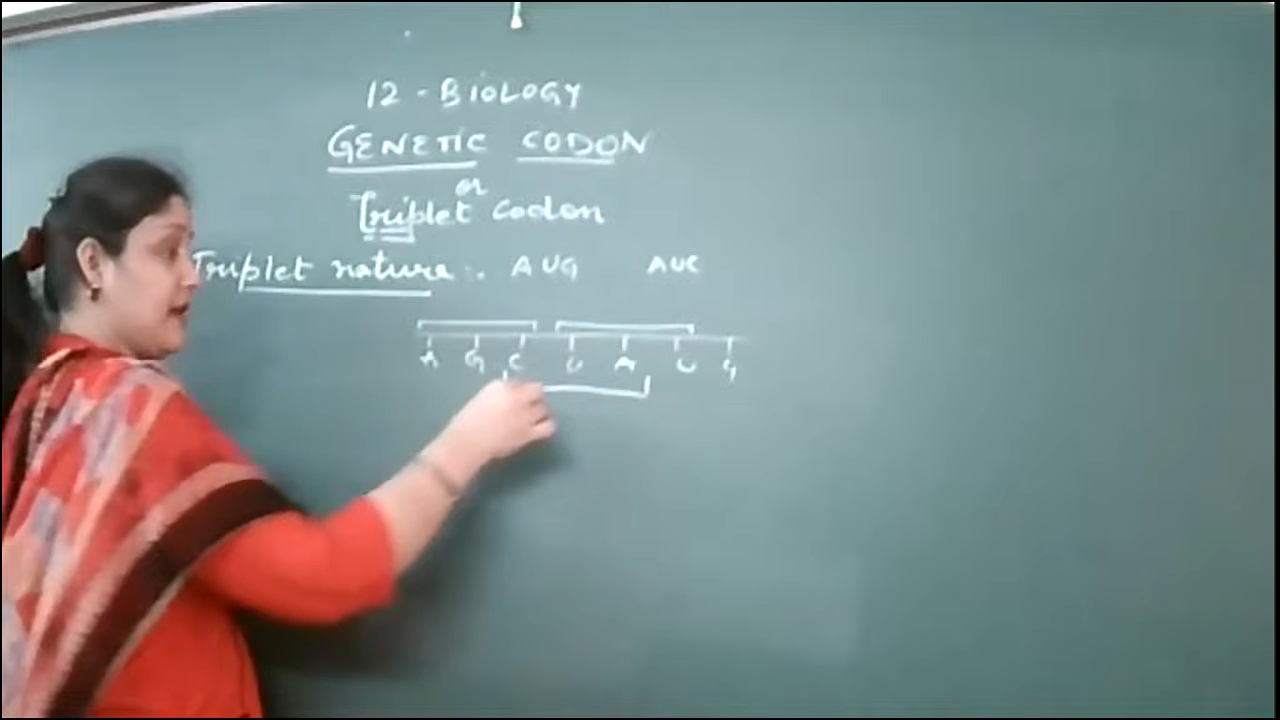 12 - BIOLOGY
GENETIC CODON
or
Triplet codon
Triplet nature :- AUG AUC
A G C U A U G